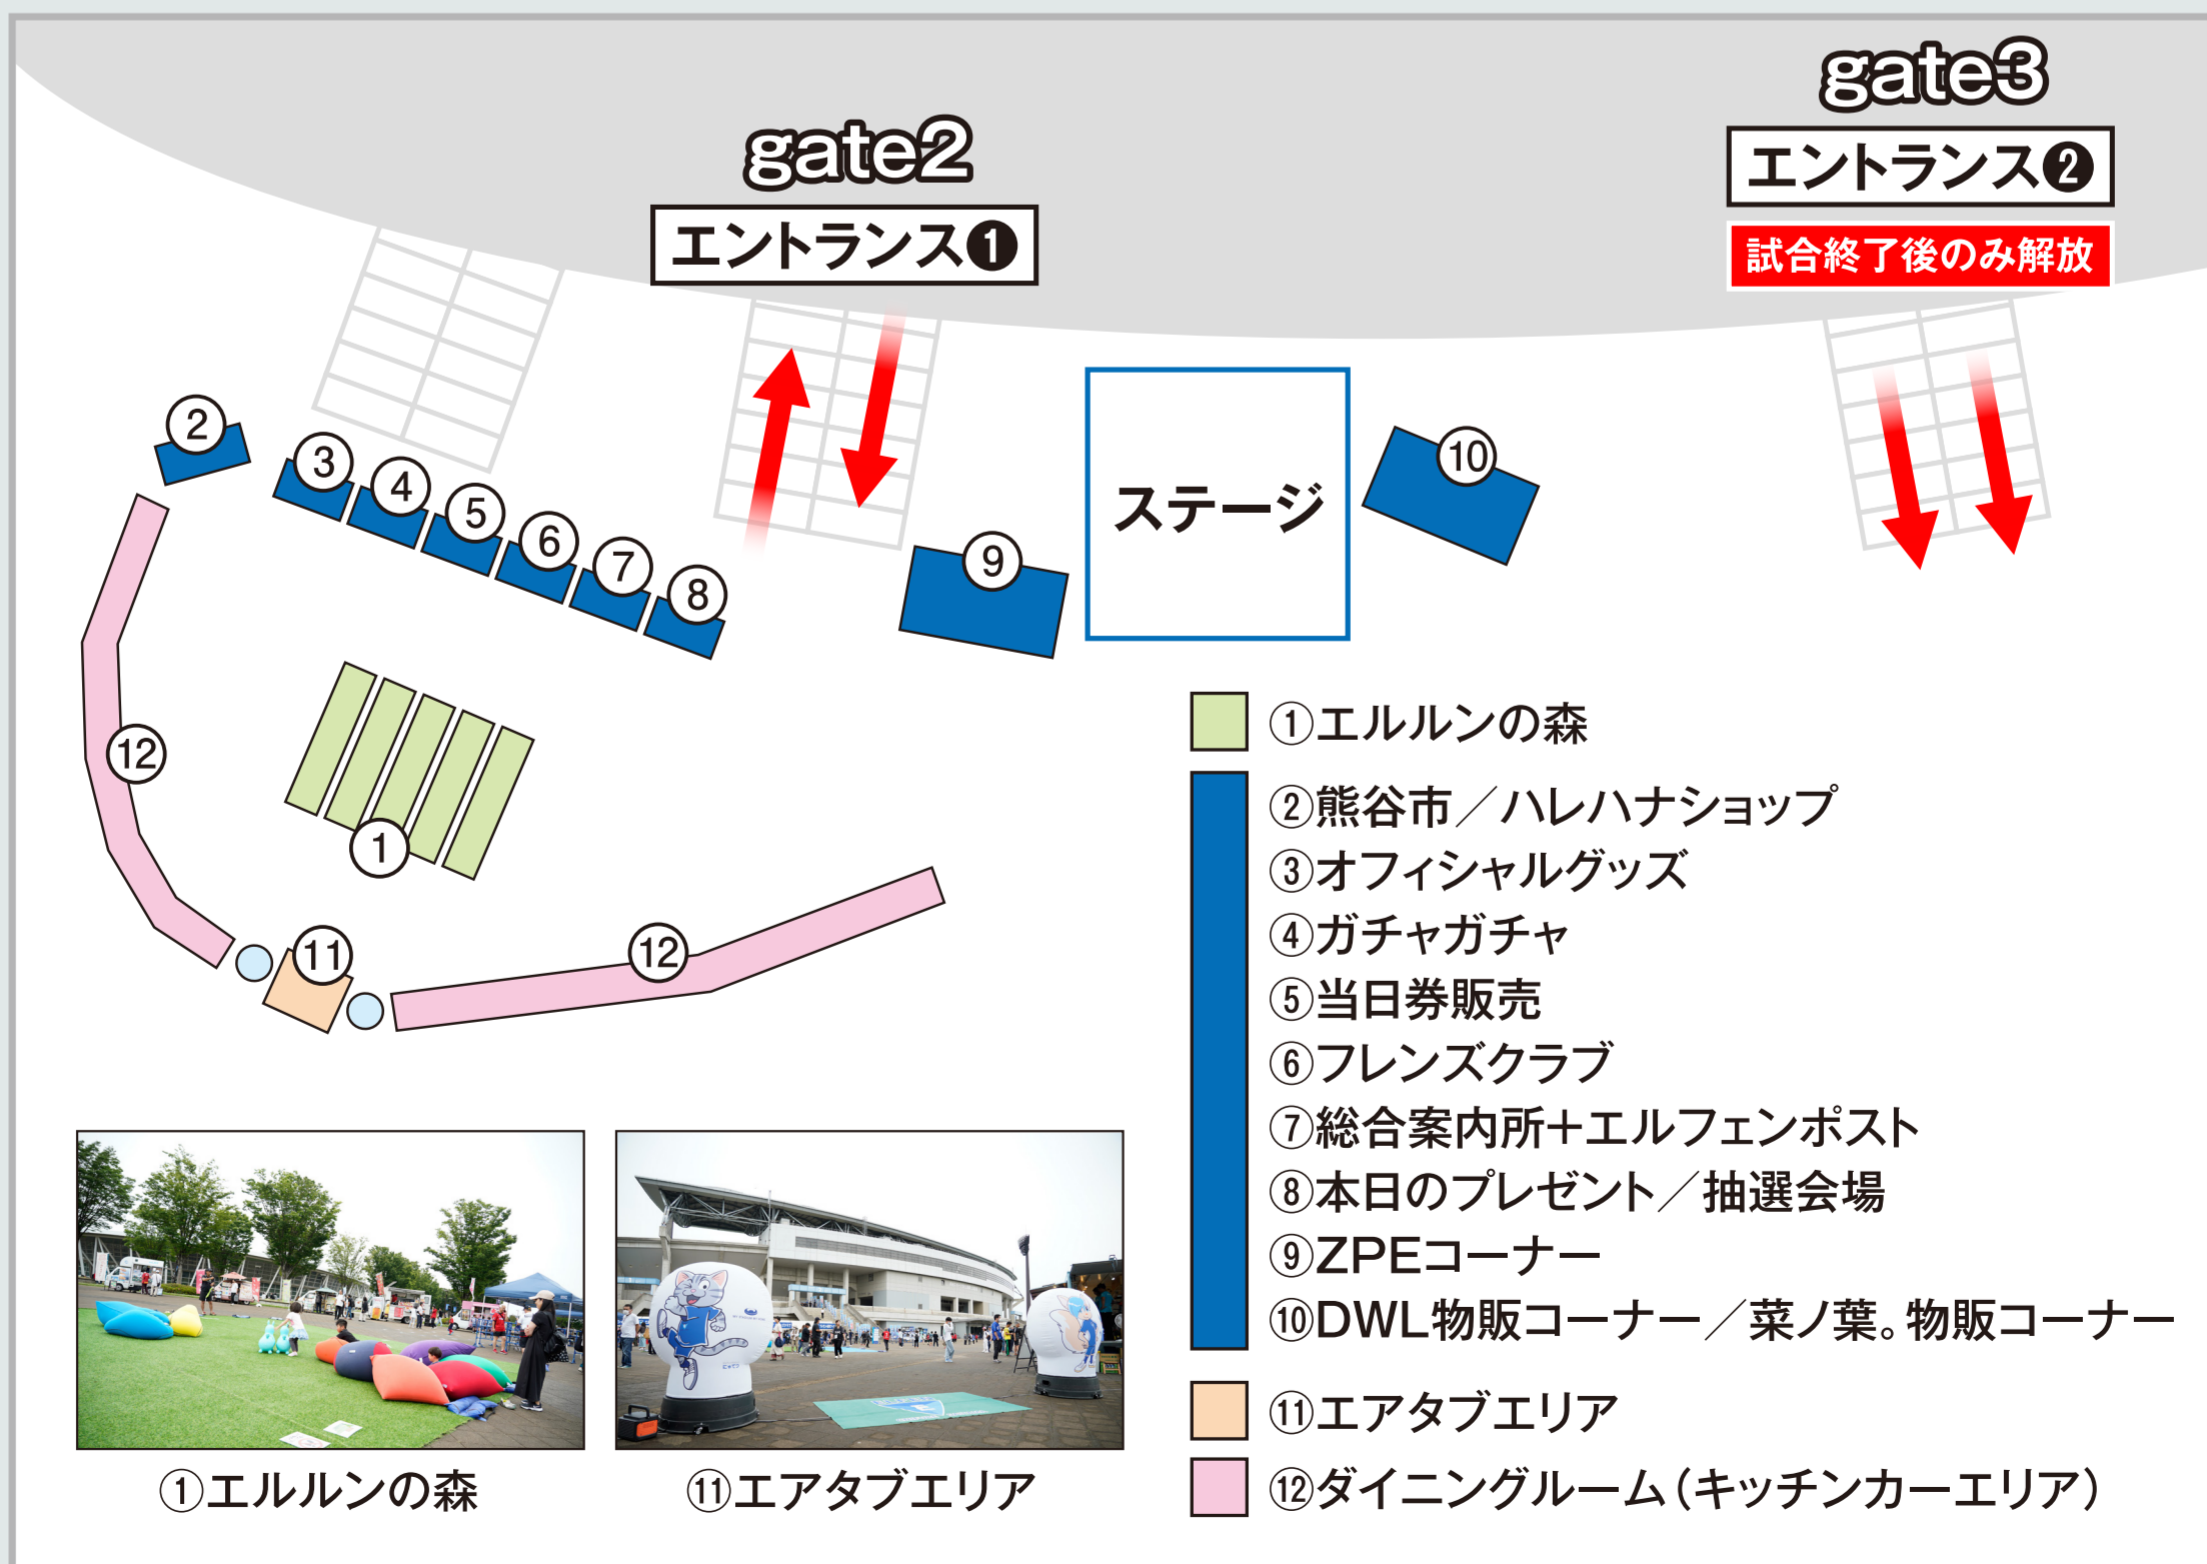 gate2
エントランス❶
gate3
エントランス❷
試合終了後のみ解放
②
③
④
⑤
⑥
⑦
⑧
⑨
ステージ
⑩
⑫
①
⑪
⑫
①エルルンの森
②熊谷市／ハレハナショップ
③オフィシャルグッズ
④ガチャガチャ
⑤当日券販売
⑥フレンズクラブ
⑦総合案内所+エルフェンポスト
⑧本日のプレゼント／抽選会場
⑨ZPEコーナー
⑩DWL物販コーナー／菜ノ葉。物販コーナー
⑪エアタブエリア
⑫ダイニングルーム（キッチンカーエリア）
①エルルンの森
⑪エアタブエリア